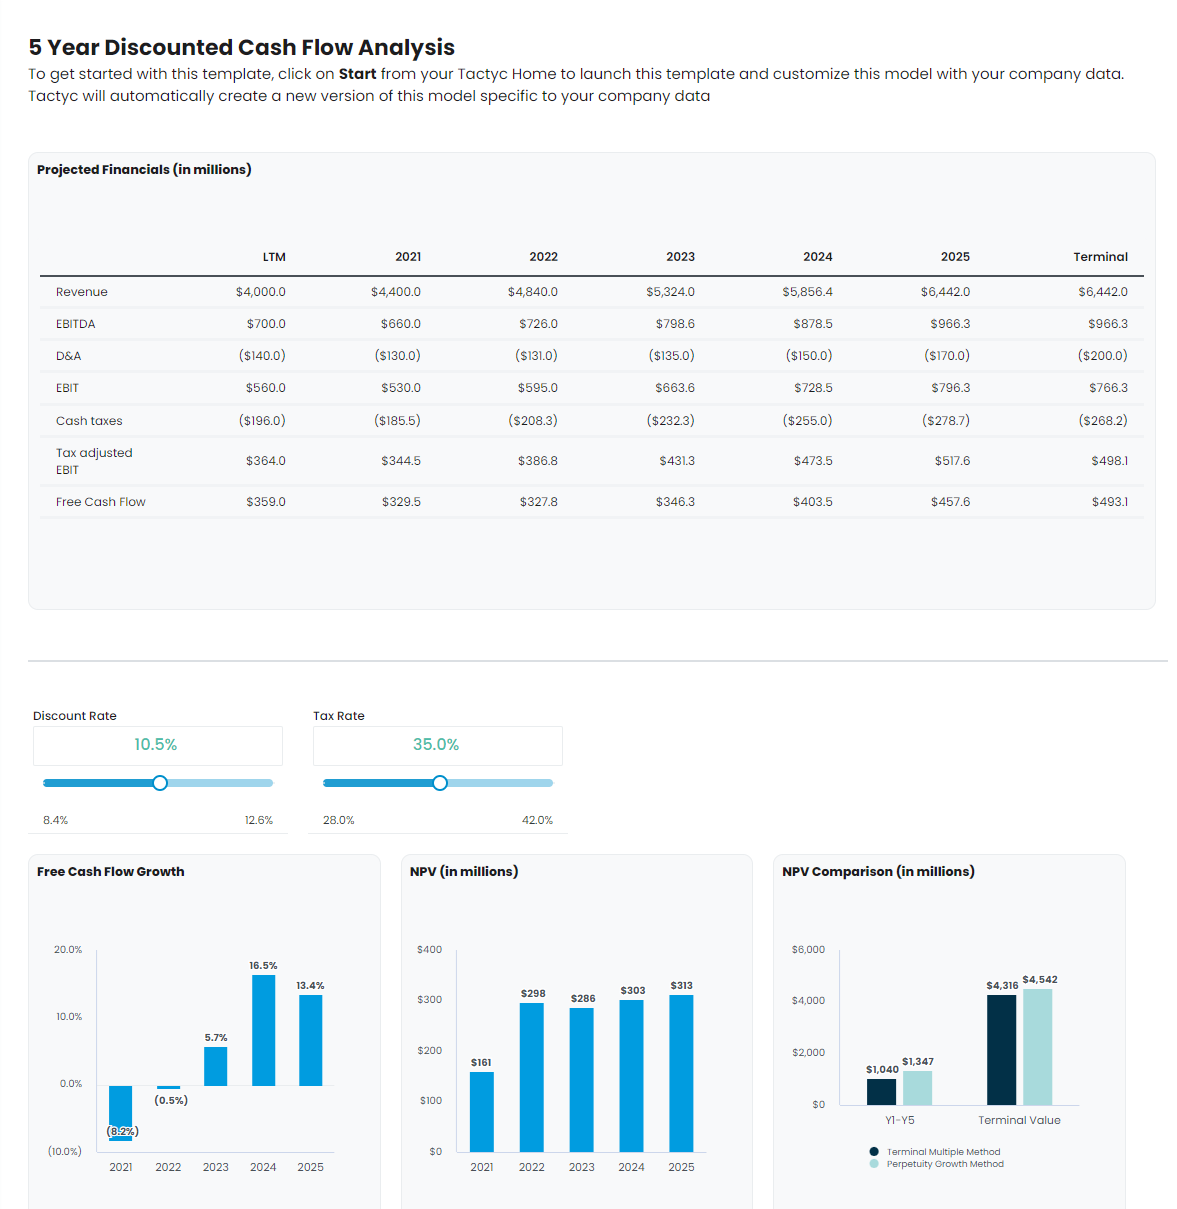 5 Year Discounted Cash Flow Analysis
To get started with this template, click on Start from your Tactyc Home to launch this template and customize this model with your company data.
Tactyc will automatically create a new version of this model specific to your company data
Projected Financials (in millions)
LTM 2021 2022 2023 2024 2025 Terminal
Revenue $4,000.0 $4,400.0 $4,840.0 $5,324.0 $5,856.4 $6,442.0 $6,442.0
EBITDA $700.0 $660.0 $726.0 $798.6 $878.5 $966.3 $966.3
D&A ($140.0) ($130.0) ($131.0) ($135.0) ($150.0) ($170.0) ($200.0)
EBIT $560.0 $530.0 $595.0 $663.6 $728.5 $796.3 $766.3
Cash taxes ($196.0) ($185.5) ($208.3) ($232.3) ($255.0) ($278.7) ($268.2)
Tax adjusted
EBIT $364.0 $344.5 $386.8 $431.3 $473.5 $517.6 $498.1
Free Cash Flow $359.0 $329.5 $327.8 $346.3 $403.5 $457.6 $493.1
Discount Rate
10.5%
8.4% 12.6%
Tax Rate
35.0%
28.0% 42.0%
Free Cash Flow Growth
20.0%
10.0%
0.0%
(10.0%)
(8.2%)
(0.5%)
5.7%
16.5%
13.4%
2021 2022 2023 2024 2025
NPV (in millions)
$400
$300
$200
$100
$0
$161
$298
$286
$303
$313
2021 2022 2023 2024 2025
NPV Comparison (in millions)
$6,000
$4,000
$2,000
$0
$1,040 $1,347
$4,316 $4,542
Y1-Y5 Terminal Value
Terminal Multiple Method
Perpetuity Growth Method